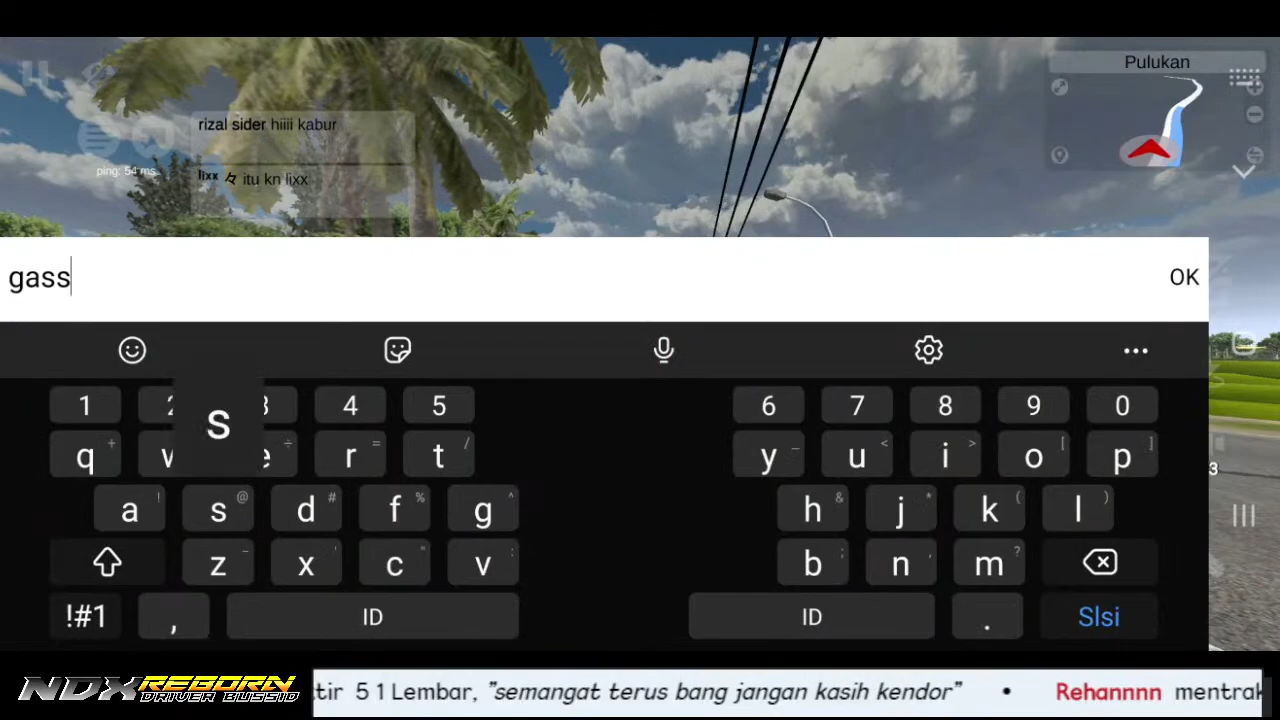 Pulukan
rizal sider hiiii kabur
ping: 54 ms
lixx 々 itu kn lixx
gass
OK
1 2 3 4 5 6 7 8 9 0
s
q + w e ÷ r = t / y _ u < i > o [ p ]
a ! s @ d # f % g ^ h & j * k ( l )
z - x ' c " v : b ; n , m ?
!#1 , ID ID . Slsi
3
NDX REBORN
DRIVER BUSSID
tir 5 1 Lembar, "semangat terus bang jangan kasih kendor" • Rehannnn mentrak